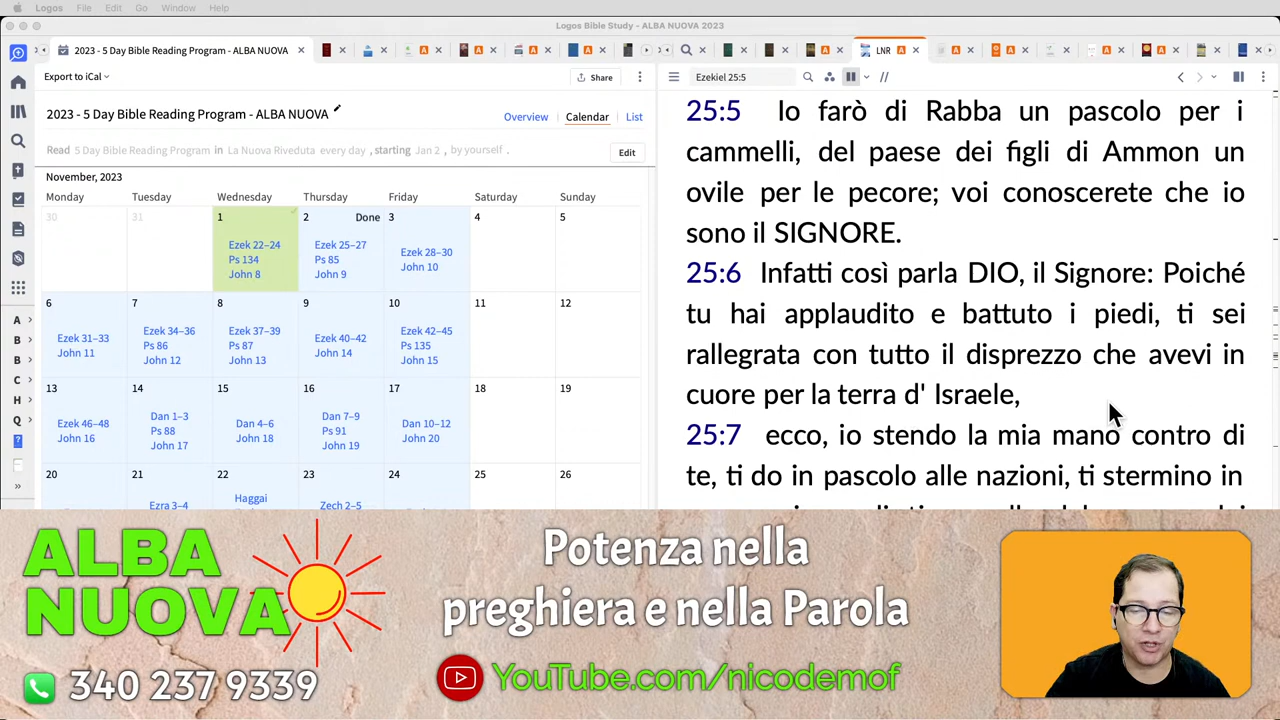 Logos File Edit Go Window Help
Logos Bible Study - ALBA NUOVA 2023
2023 - 5 Day Bible Reading Program - ALBA NUOVA
LNR A
Export to iCal
Share
Ezekiel 25:5
2023 - 5 Day Bible Reading Program - ALBA NUOVA
Overview Calendar List
Read 5 Day Bible Reading Program in La Nuova Riveduta every day , starting Jan 2 , by yourself .
Edit
November, 2023
Monday Tuesday Wednesday Thursday Friday Saturday Sunday
30 31 1 2 Done 3 4 5
Ezek 22–24
Ps 134
John 8
Ezek 25–27
Ps 85
John 9
Ezek 28–30
John 10
6 7 8 9 10 11 12
Ezek 31–33
John 11
Ezek 34–36
Ps 86
John 12
Ezek 37–39
Ps 87
John 13
Ezek 40–42
John 14
Ezek 42–45
Ps 135
John 15
13 14 15 16 17 18 19
Ezek 46–48
John 16
Dan 1–3
Ps 88
John 17
Dan 4–6
John 18
Dan 7–9
Ps 91
John 19
Dan 10–12
John 20
20 21 22 23 24 25 26
Ezra 3–4
Haggai
Zech 2–5
A
B
B
C
H
Q
25:5 Io farò di Rabba un pascolo per i
cammelli, del paese dei figli di Ammon un
ovile per le pecore; voi conoscerete che io
sono il SIGNORE.
25:6 Infatti così parla DIO, il Signore: Poiché
tu hai applaudito e battuto i piedi, ti sei
rallegrata con tutto il disprezzo che avevi in
cuore per la terra d' Israele,
25:7 ecco, io stendo la mia mano contro di
te, ti do in pascolo alle nazioni, ti stermino in
ALBA
NUOVA
340 237 9339
Potenza nella
preghiera e nella Parola
YouTube.com/nicodemof